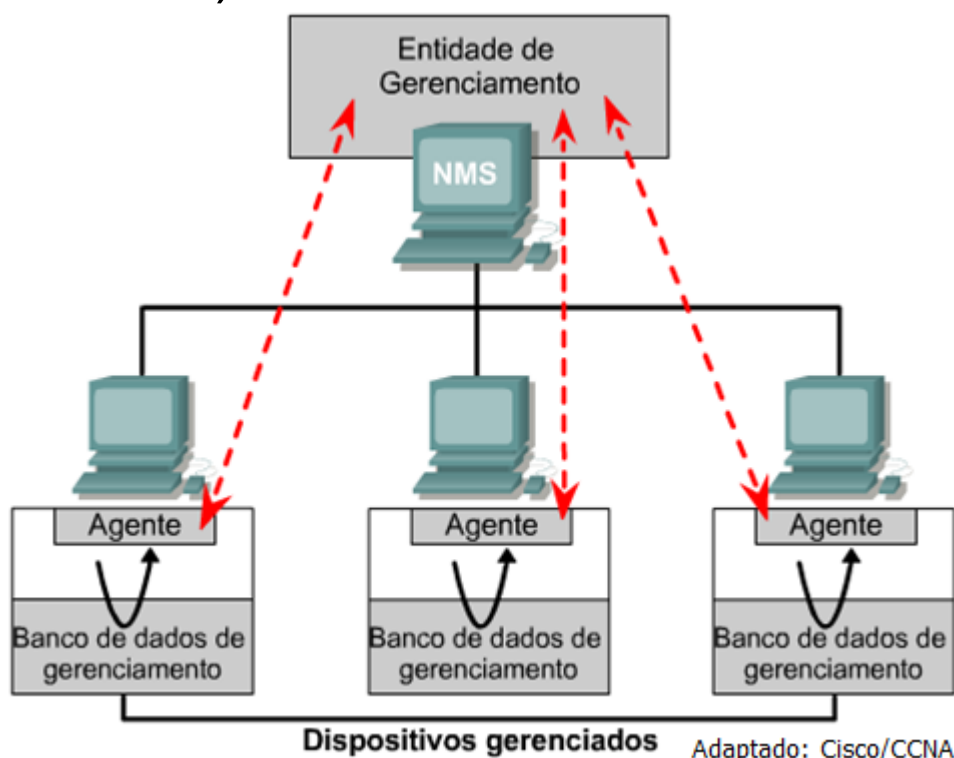 Entidade de
Gerenciamento
NMS
Agente
Agente
Agente
Banco de dados de
gerenciamento
Banco de dados de
gerenciamento
Banco de dados de
gerenciamento
Dispositivos gerenciados
Adaptado: Cisco/CCNA